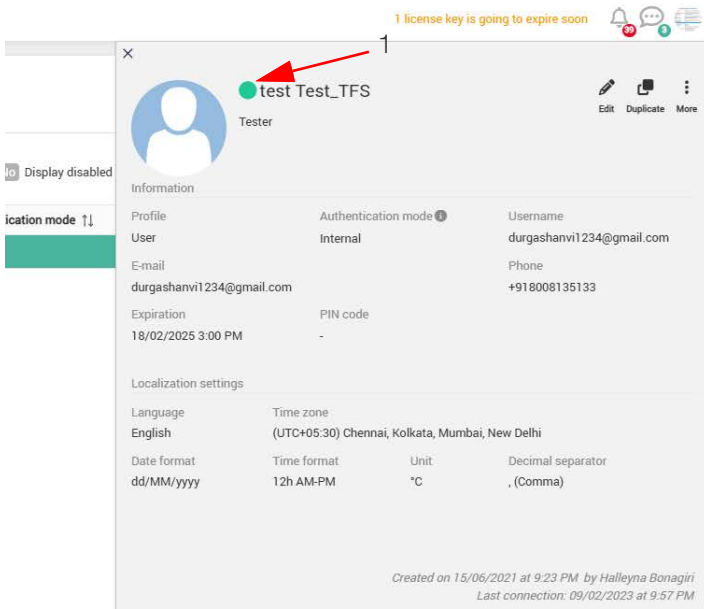 1 license key is going to expire soon
39
3
1
test Test_TFS
Tester
Edit Duplicate More
Display disabled
Information
ication mode
Profile Authentication mode Username
User Internal durgashanvi1234@gmail.com
E-mail Phone
durgashanvi1234@gmail.com +918008135133
Expiration PIN code
18/02/2025 3:00 PM -
Localization settings
Language Time zone
English (UTC+05:30) Chennai, Kolkata, Mumbai, New Delhi
Date format Time format Unit Decimal separator
dd/MM/yyyy 12h AM-PM °C , (Comma)
Created on 15/06/2021 at 9:23 PM by Halleyna Bonagiri
Last connection: 09/02/2023 at 9:57 PM